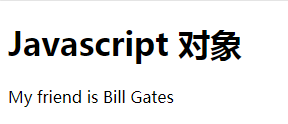 Javascript 对象
My friend is Bill Gates